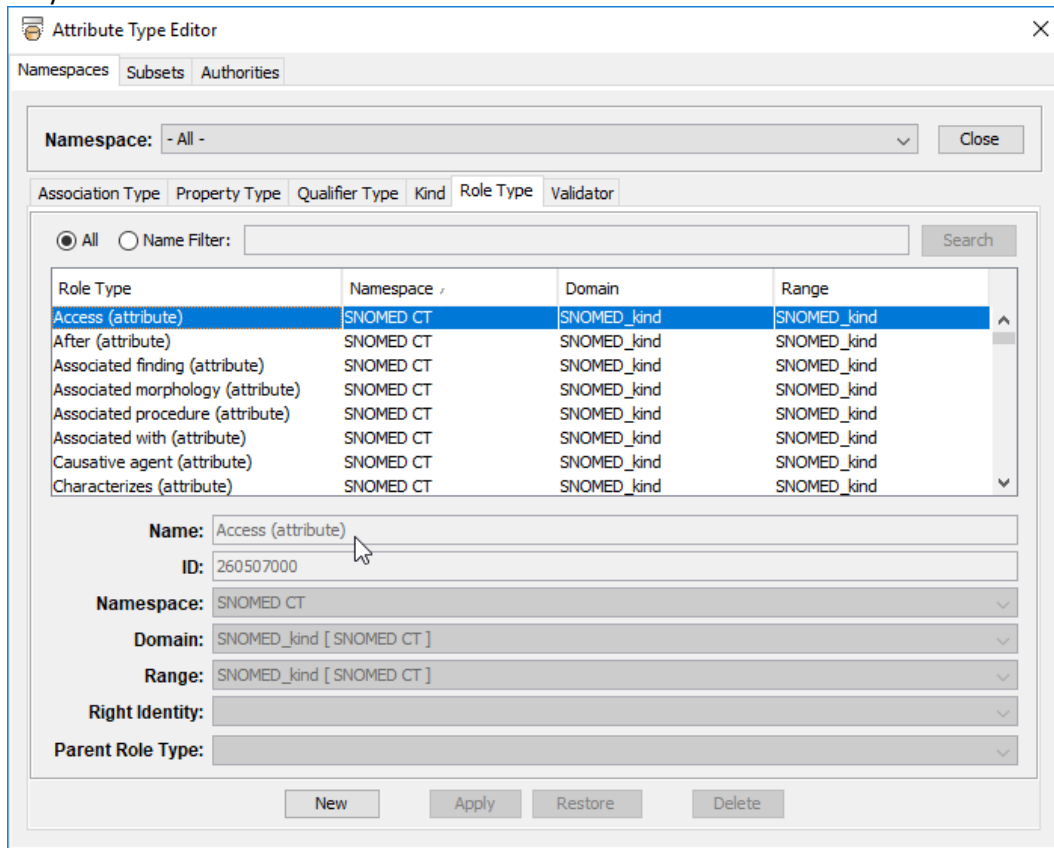 Attribute Type Editor
Namespaces Subsets Authorities
Namespace: - All - Close
Association Type Property Type Qualifier Type Kind Role Type Validator
All Name Filter: Search
Role Type Namespace Domain Range
Access (attribute) SNOMED CT SNOMED_kind SNOMED_kind
After (attribute) SNOMED CT SNOMED_kind SNOMED_kind
Associated finding (attribute) SNOMED CT SNOMED_kind SNOMED_kind
Associated morphology (attribute) SNOMED CT SNOMED_kind SNOMED_kind
Associated procedure (attribute) SNOMED CT SNOMED_kind SNOMED_kind
Associated with (attribute) SNOMED CT SNOMED_kind SNOMED_kind
Causative agent (attribute) SNOMED CT SNOMED_kind SNOMED_kind
Characterizes (attribute) SNOMED CT SNOMED_kind SNOMED_kind
Name: Access (attribute)
ID: 260507000
Namespace: SNOMED CT
Domain: SNOMED_kind [ SNOMED CT ]
Range: SNOMED_kind [ SNOMED CT ]
Right Identity:
Parent Role Type:
New Apply Restore Delete